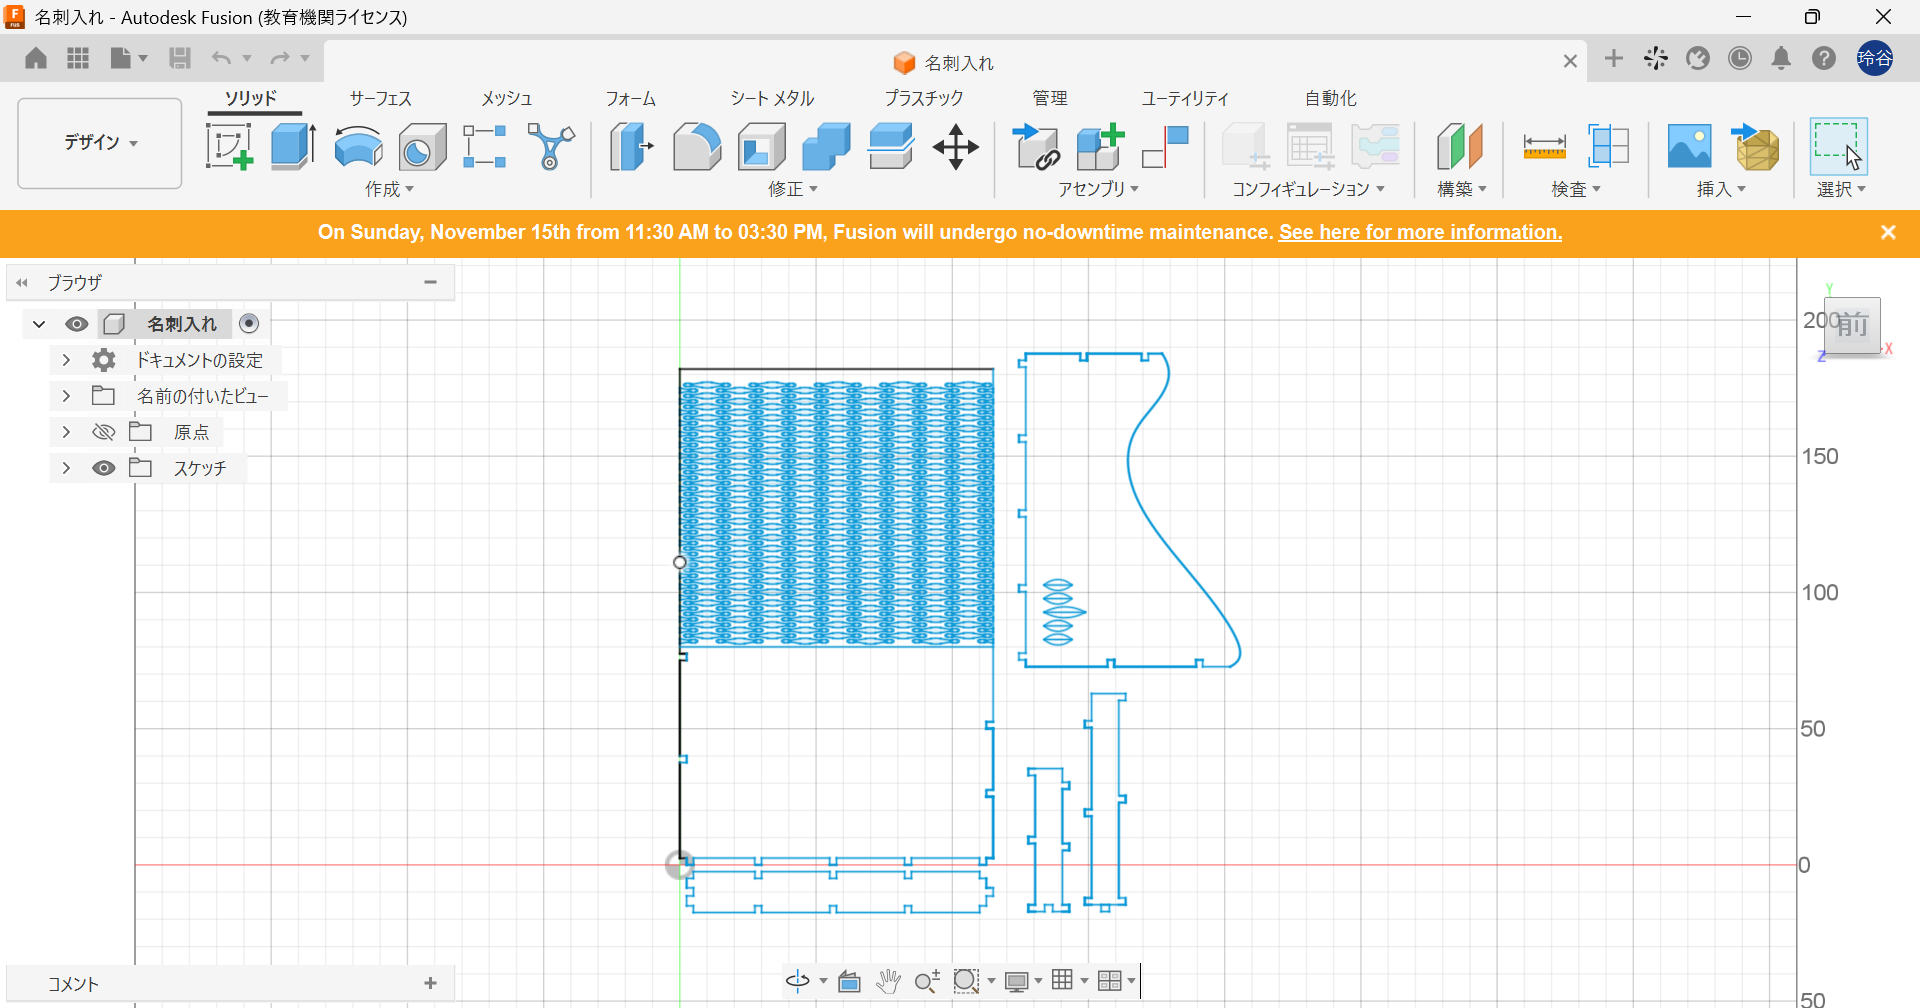 名刺入れ - Autodesk Fusion (教育機関ライセンス)
名刺入れ
玲谷
デザイン
ソリッド
サーフェス
メッシュ
フォーム
シート メタル
プラスチック
管理
ユーティリティ
自動化
作成
修正
アセンブリ
コンフィギュレーション
構築
検査
挿入
選択
On Sunday, November 15th from 11:30 AM to 03:30 PM, Fusion will undergo no-downtime maintenance. See here for more information.
ブラウザ
名刺入れ
ドキュメントの設定
名前の付いたビュー
原点
スケッチ
200
150
100
50
0
50
Y
前
X
Z
コメント